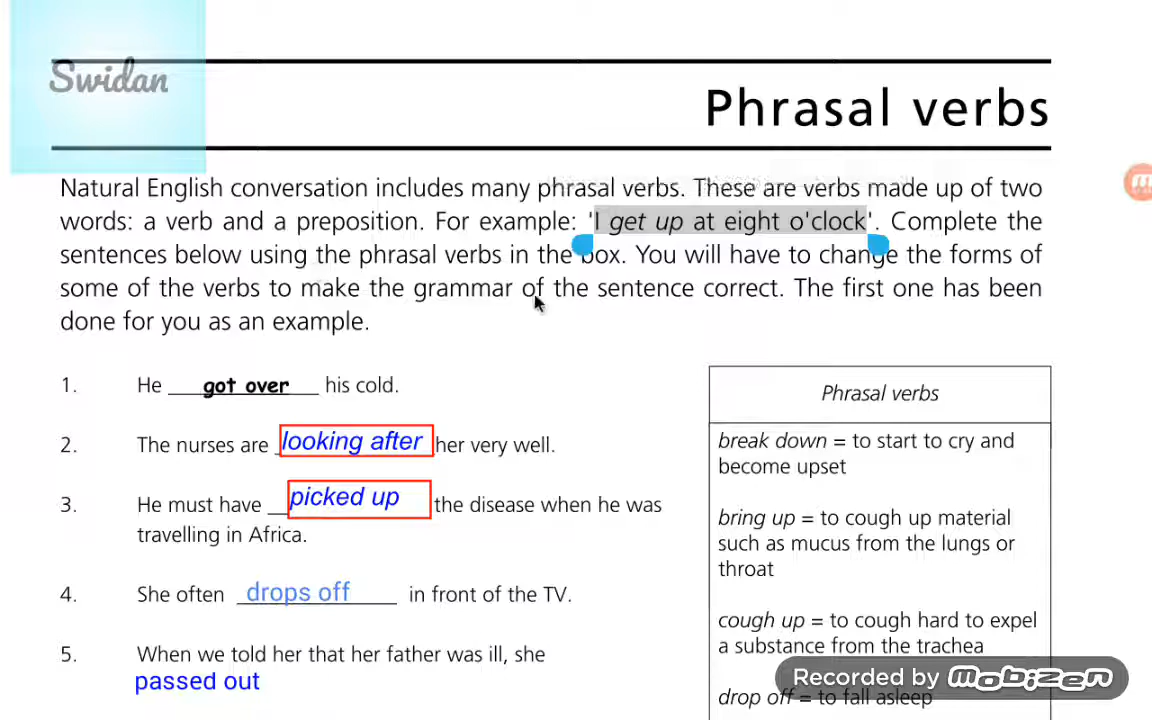 Swidan
Phrasal verbs
Natural English conversation includes many phrasal verbs. These are verbs made up of two
words: a verb and a preposition. For example: 'I get up at eight o'clock'. Complete the
sentences below using the phrasal verbs in the box. You will have to change the forms of
some of the verbs to make the grammar of the sentence correct. The first one has been
done for you as an example.
1. He got over his cold.
2. The nurses are looking after her very well.
3. He must have picked up the disease when he was
travelling in Africa.
4. She often drops off in front of the TV.
5. When we told her that her father was ill, she
passed out
Phrasal verbs
break down = to start to cry and
become upset
bring up = to cough up material
such as mucus from the lungs or
throat
cough up = to cough hard to expel
a substance from the trachea
drop off = to fall asleep
Recorded by mobizen